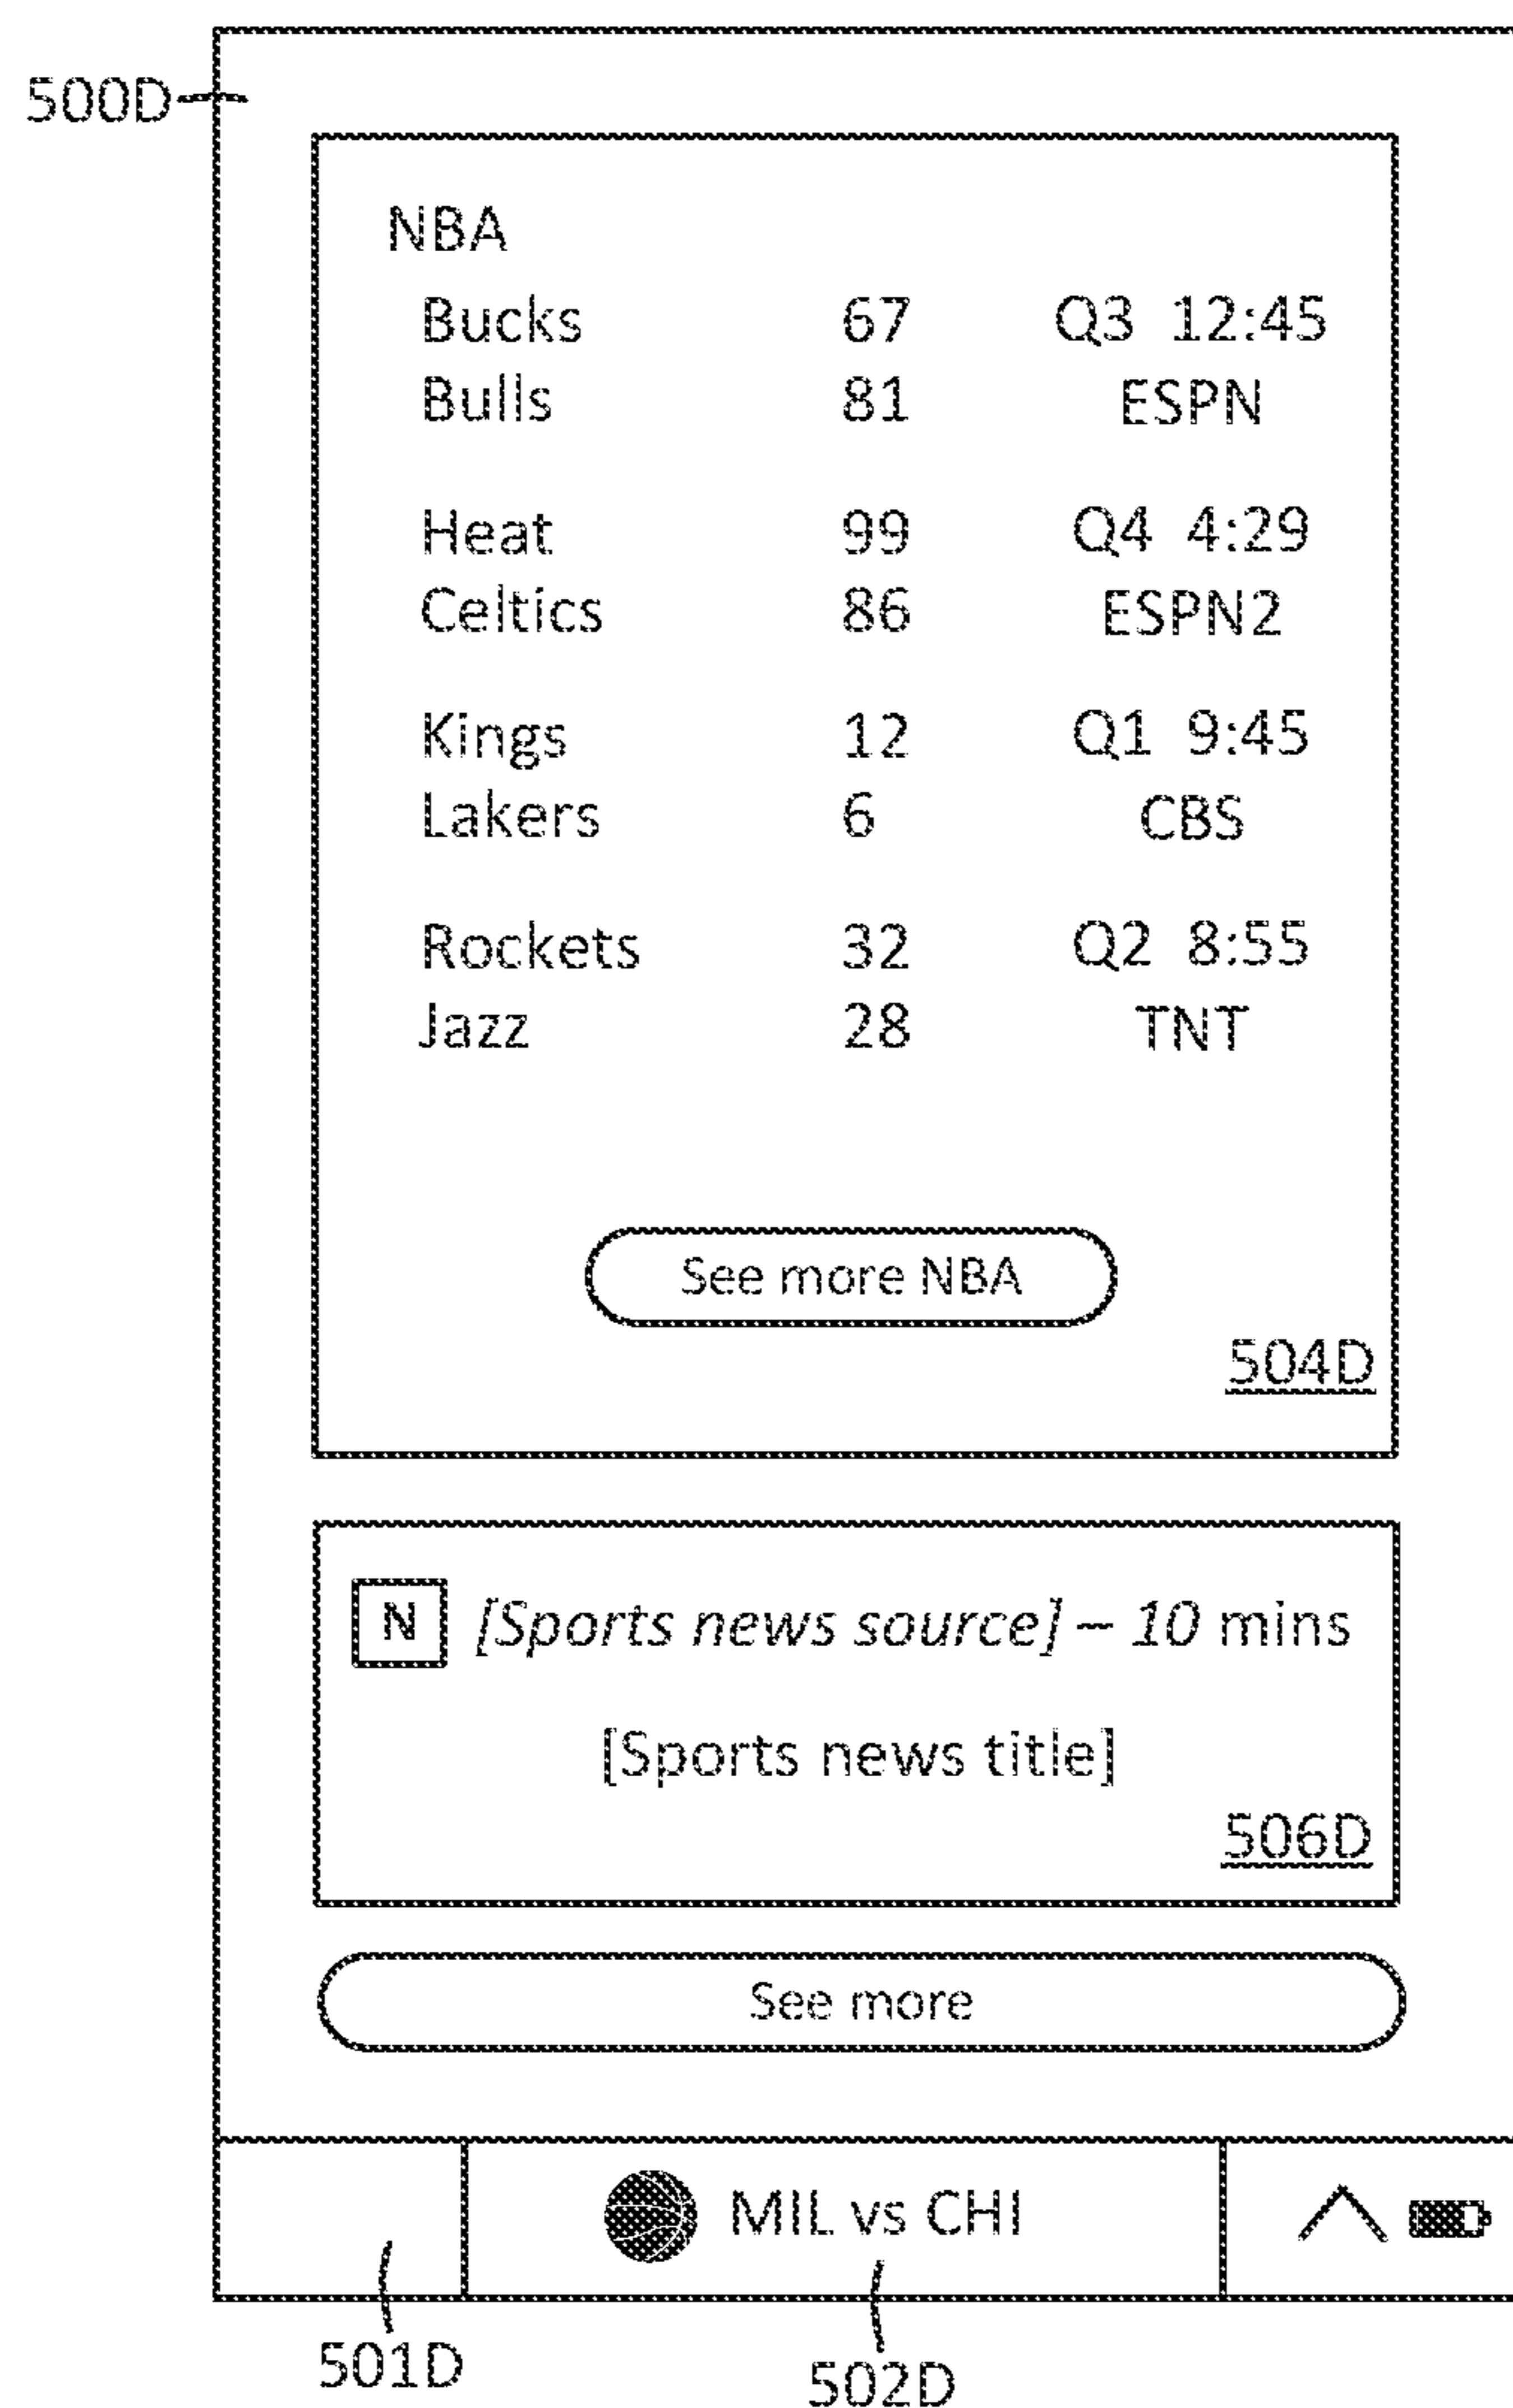 500D
NBA
Bucks 67 Q3 12:45
Bulls 81 ESPN
Heat 99 Q4 4:29
Celtics 86 ESPN2
Kings 12 Q1 9:45
Lakers 6 CBS
Rockets 32 Q2 8:55
Jazz 28 TNT
See more NBA
504D
N [Sports news source] – 10 mins
[Sports news title]
506D
See more
MIL vs CHI
501D 502D